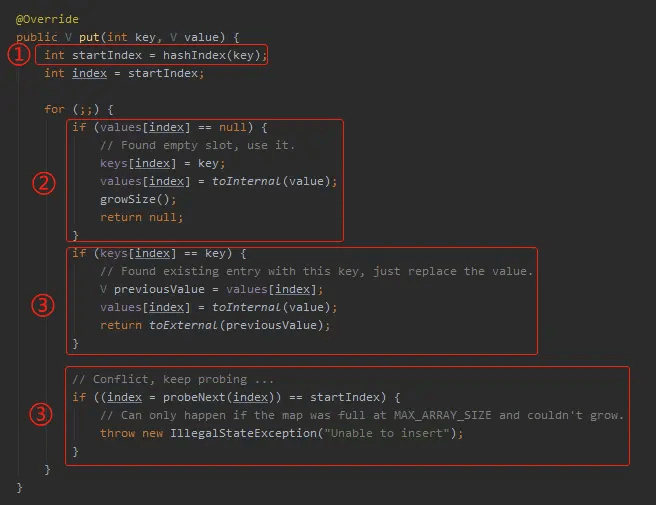 @Override
public V put(int key, V value) {
① int startIndex = hashIndex(key);
int index = startIndex;
for (;;) {
if (values[index] == null) {
// Found empty slot, use it.
keys[index] = key;
② values[index] = toInternal(value);
growSize();
return null;
}
if (keys[index] == key) {
// Found existing entry with this key, just replace the value.
V previousValue = values[index];
③ values[index] = toInternal(value);
return toExternal(previousValue);
}
// Conflict, keep probing ...
if ((index = probeNext(index)) == startIndex) {
③ // Can only happen if the map was full at MAX_ARRAY_SIZE and couldn't grow.
throw new IllegalStateException("Unable to insert");
}
}
}